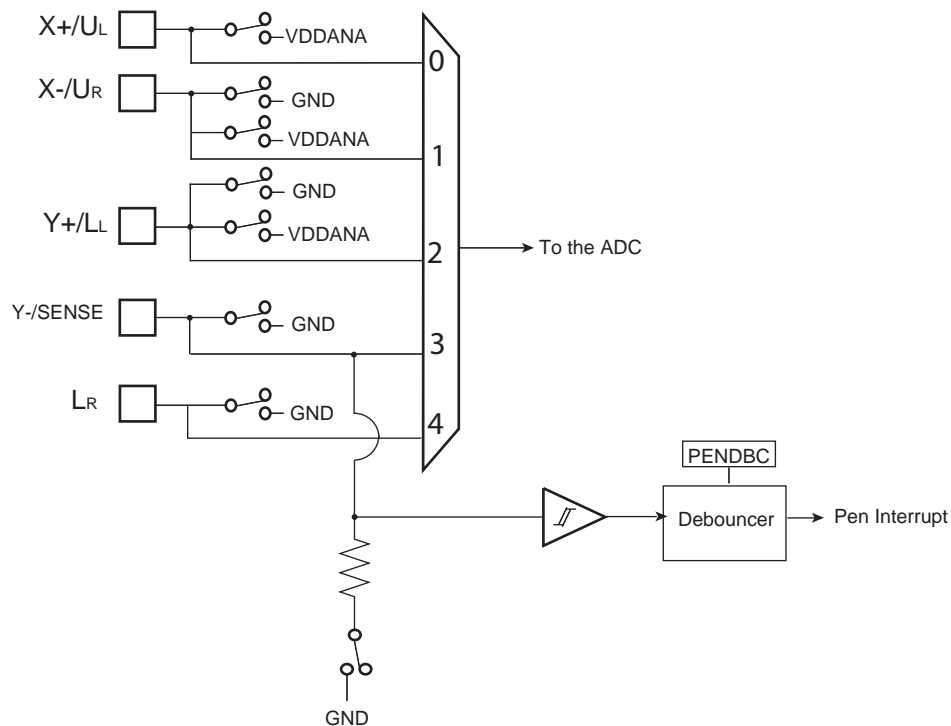 X+/UL
VDDANA
0
X-/UR
GND
VDDANA
1
GND
Y+/LL
VDDANA
2
To the ADC
Y-/SENSE
GND
3
LR
GND
4
PENDBC
Debouncer
Pen Interrupt
GND